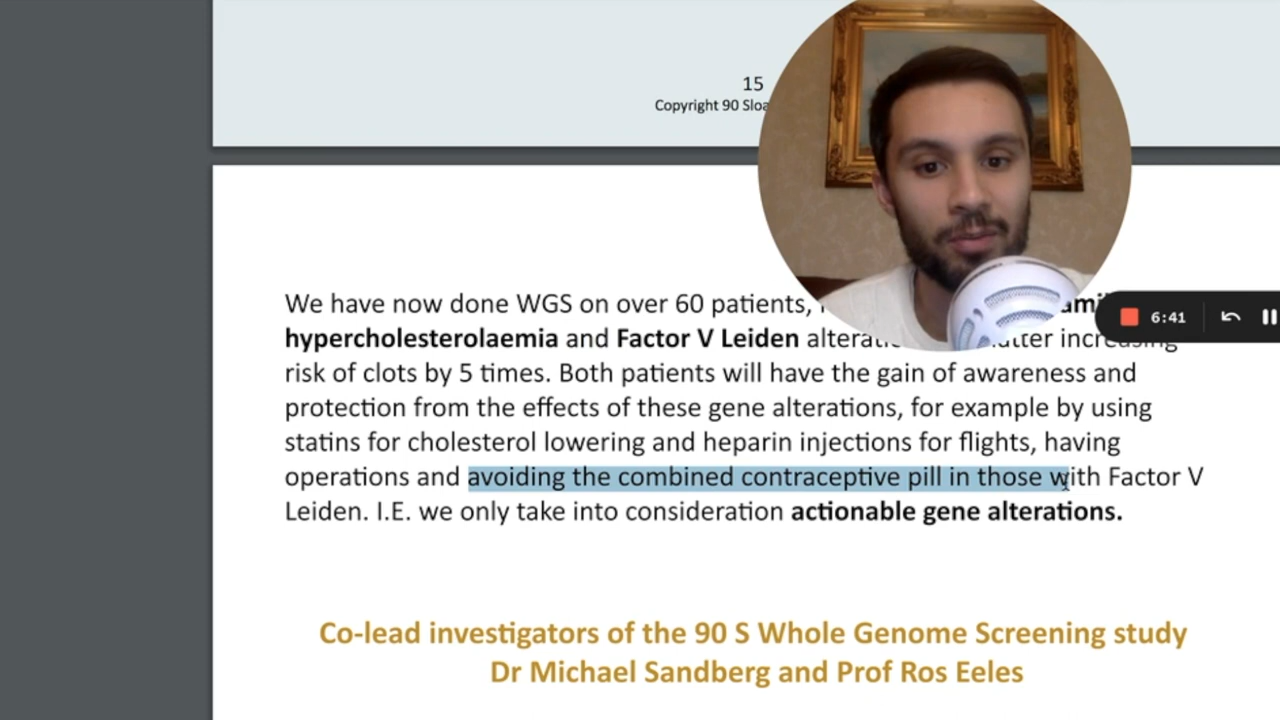 15
Copyright 90 Sloa
We have now done WGS on over 60 patients,
hypercholesterolaemia and Factor V Leiden
risk of clots by 5 times. Both patients will have the gain of awareness and
protection from the effects of these gene alterations, for example by using
statins for cholesterol lowering and heparin injections for flights, having
operations and avoiding the combined contraceptive pill in those with Factor V
Leiden. I.E. we only take into consideration actionable gene alterations.
Co-lead investigators of the 90 S Whole Genome Screening study
Dr Michael Sandberg and Prof Ros Eeles
6:41